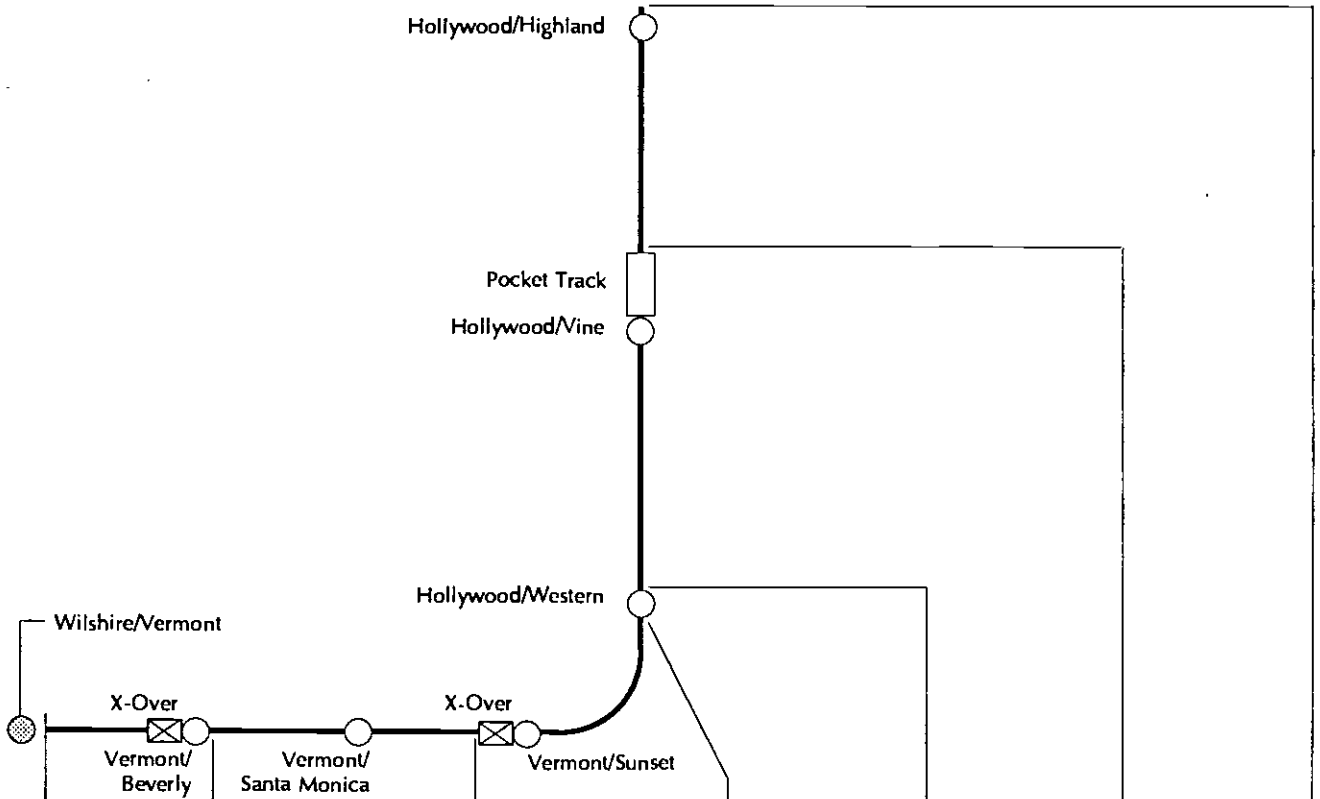 Hollywood/Highland
Pocket Track
Hollywood/Vine
Hollywood/Western
Wilshire/Vermont
X-Over
X-Over
Vermont/
Beverly
Vermont/
Santa Monica
Vermont/Sunset